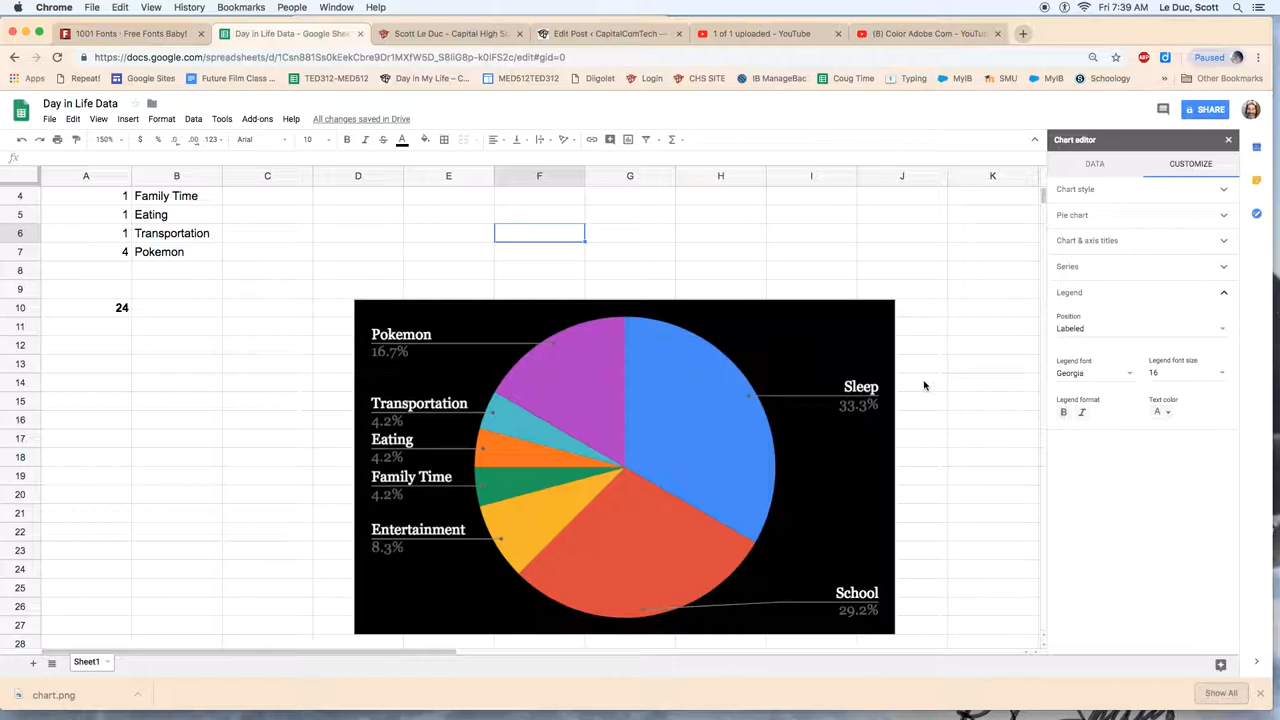 Chrome File Edit View History Bookmarks People Window Help Fri 7:39 AM Le Duc, Scott
1001 Fonts · Free Fonts Baby! Day in Life Data - Google Shee Scott Le Duc - Capital High S Edit Post ‹ CapitalComTech — 1 of 1 uploaded - YouTube (8) Color Adobe Com - YouTub
https://docs.google.com/spreadsheets/d/ Paused
Apps Repeat! Google Sites Future Film Class... TED312-MED512 Day in My Life – C... MED512TED312 Diigolet Login CHS SITE IB ManageBac Coug Time Typing MyIB SMU MyIB Schoology Other Bookmarks
Day in Life Data
File Edit View Insert Format Data Tools Add-ons Help All changes saved in Drive SHARE
150% $ % .0 .00 123 Arial 10 B I S A
fx
Chart editor
DATA CUSTOMIZE
A B C D E F G H I J K
4 1 Family Time
5 1 Eating
6 1 Transportation
7 4 Pokemon
8
9
10 24
11
12
13
14
15
16
17
18
19
20
21
22
23
24
25
26
27
28
Pokemon
16.7%
Transportation
4.2%
Eating
4.2%
Family Time
4.2%
Entertainment
8.3%
Sleep
33.3%
School
29.2%
Chart style
Pie chart
Chart & axis titles
Series
Legend
Position
Labeled
Legend font Legend font size
Georgia 16
Legend format Text color
B I A
Sheet1
chart.png Show All